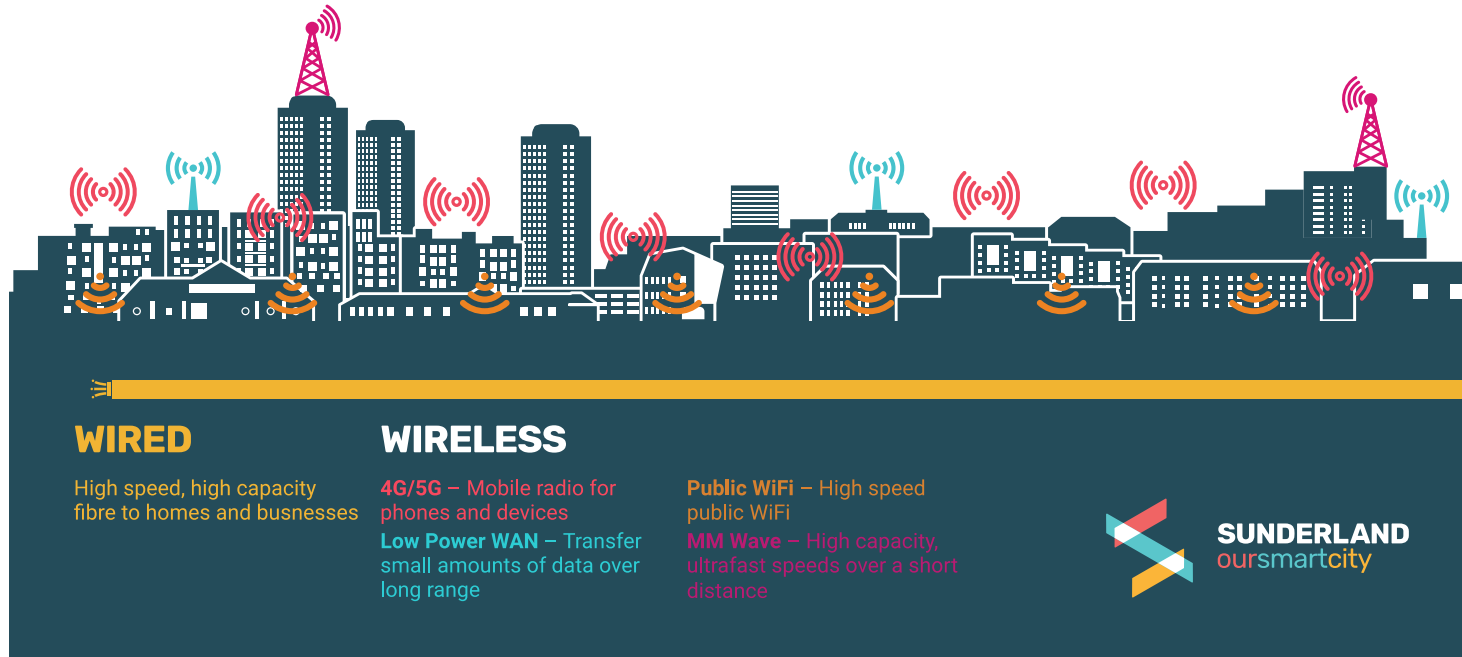 WIRED
High speed, high capacity
fibre to homes and busnesses
WIRELESS
4G/5G – Mobile radio for
phones and devices
Low Power WAN – Transfer
small amounts of data over
long range
Public WiFi – High speed
public WiFi
MM Wave – High capacity,
ultrafast speeds over a short
distance
SUNDERLAND
oursmartcity